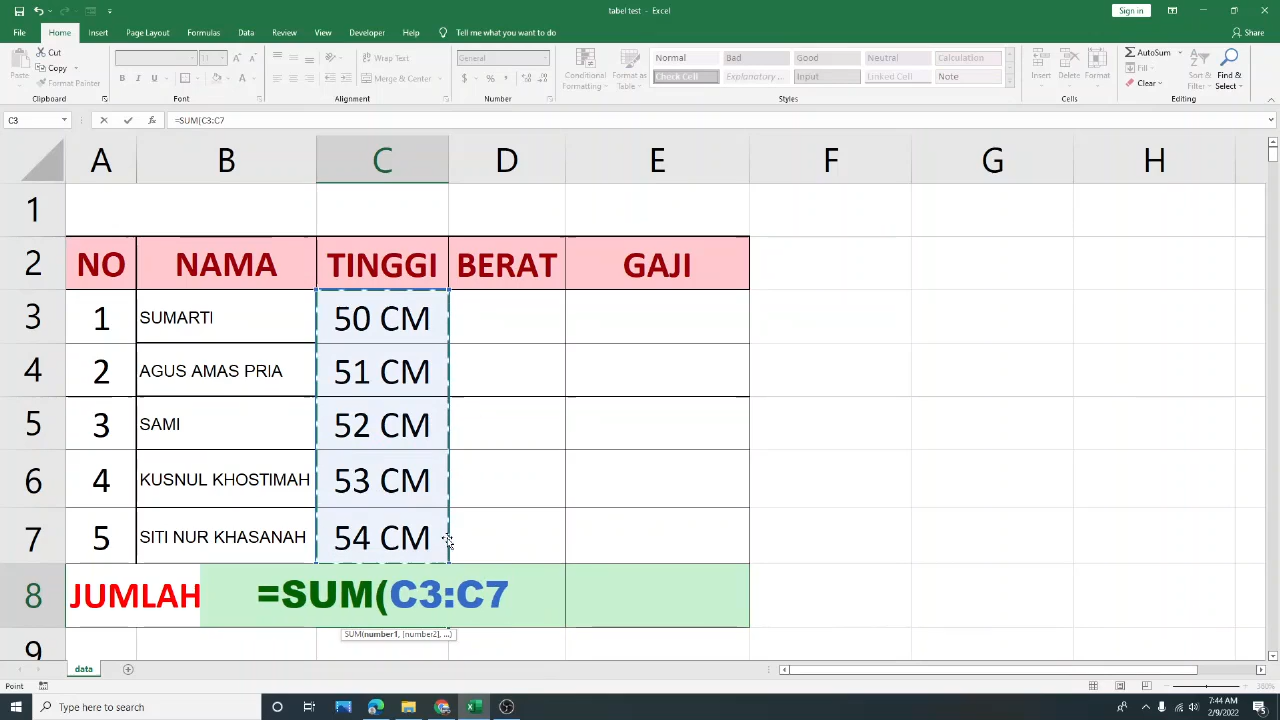 tabel test - Excel
Sign in
File Home Insert Page Layout Formulas Data Review View Developer Help Tell me what you want to do Share
Paste
Cut
Copy
Format Painter
Clipboard
11
B I U
Font
Wrap Text
Merge & Center
Alignment
General
$ %
Number
Conditional Formatting
Format as Table
Normal Bad Good Neutral Calculation
Check Cell Explanatory ... Input Linked Cell Note
Styles
Insert Delete Format
Cells
AutoSum
Fill
Clear
Sort & Filter
Find & Select
Editing
C3 fx =SUM(C3:C7
A B C D E F G H
1
2 NO NAMA TINGGI BERAT GAJI
3 1 SUMARTI 50 CM
4 2 AGUS AMAS PRIA 51 CM
5 3 SAMI 52 CM
6 4 KUSNUL KHOSTIMAH 53 CM
7 5 SITI NUR KHASANAH 54 CM
8 JUMLAH =SUM(C3:C7
SUM(number1, [number2], ...)
9
data
Point
380%
Type here to search
7:44 AM
2/9/2022